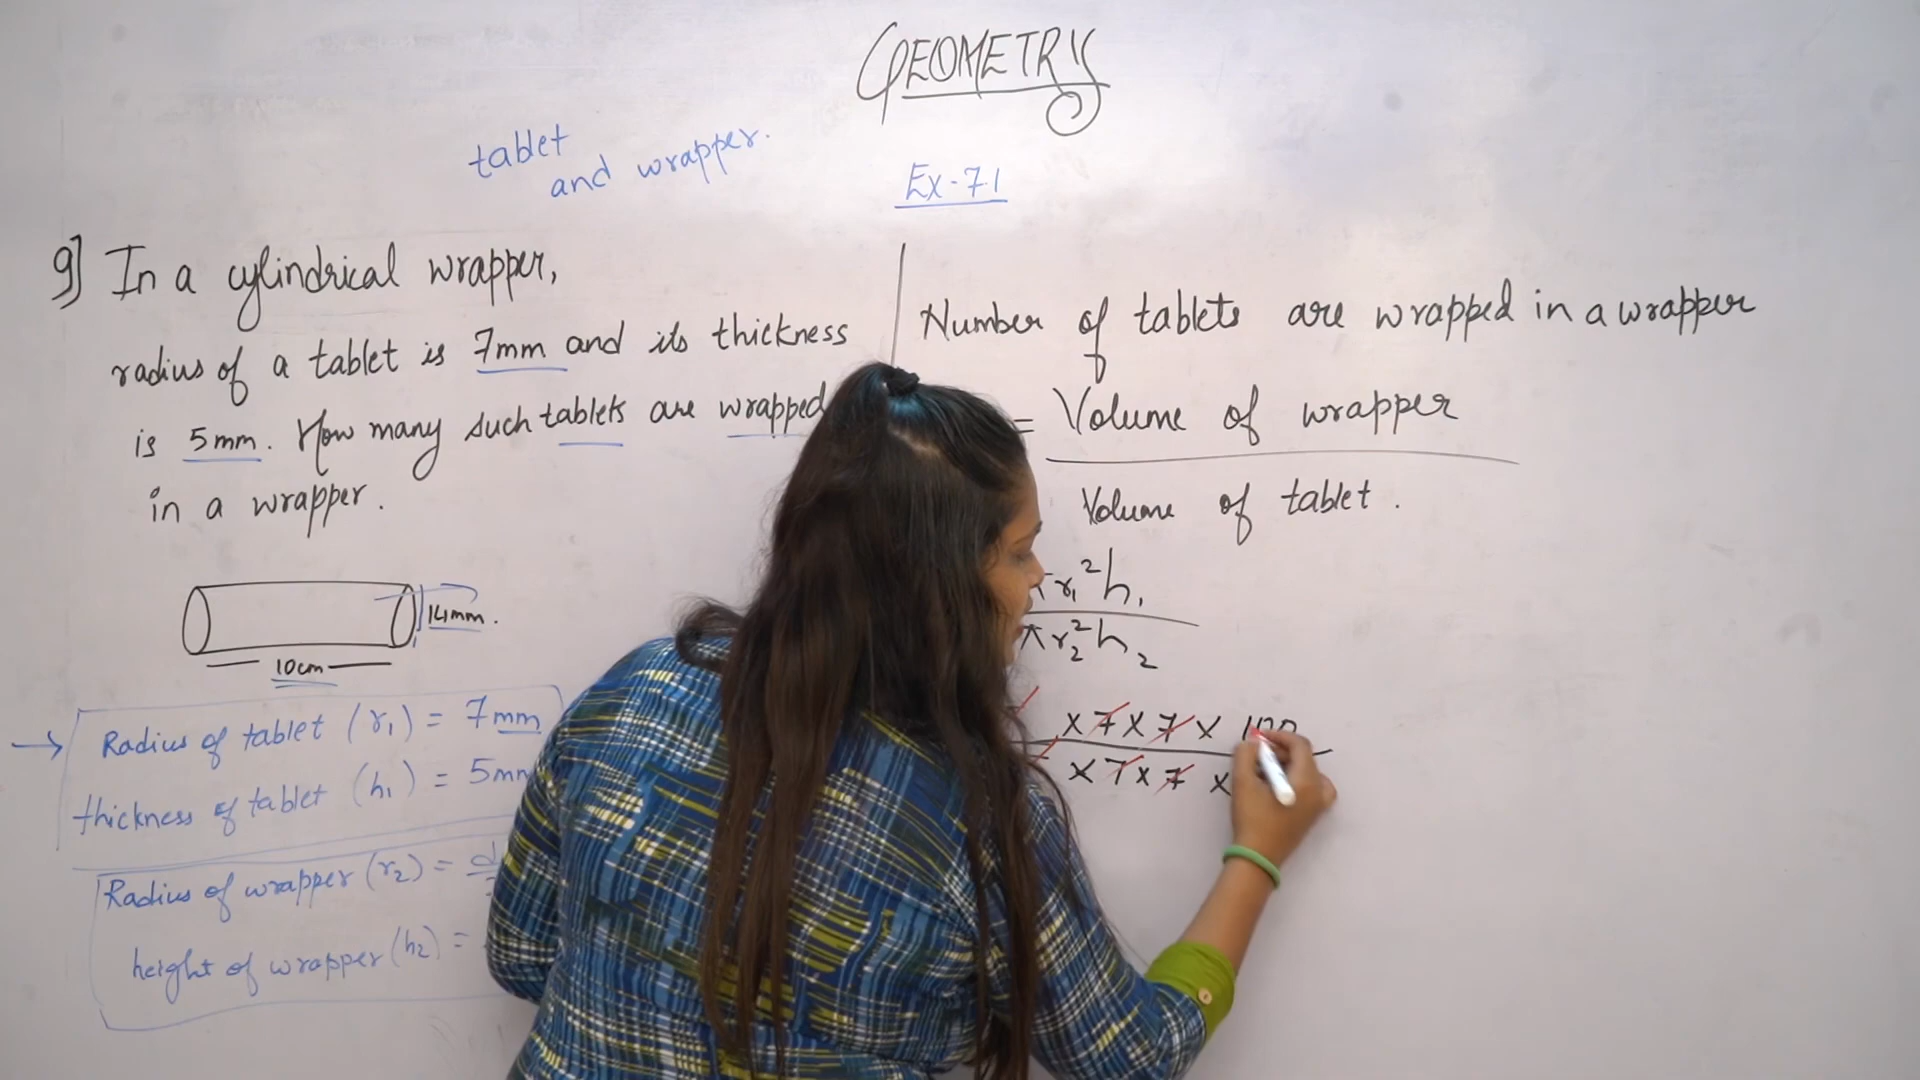 GEOMETRY
tablet
and wrapper.
Ex-7.1
9] In a cylindrical wrapper,
radius of a tablet is 7mm and its thickness
is 5mm. How many such tablets are wrapped
in a wrapper.
14mm.
10cm
→ Radius of tablet (r₁) = 7mm
thickness of tablet (h₁) = 5mm
Radius of wrapper (r₂) = d
height of wrapper (h₂) =
Number of tablets are wrapped in a wrapper
= Volume of wrapper
Volume of tablet.
πr₁²h₁
πr₂²h₂
x 7 x 7 x 100
x 7 x 7 x